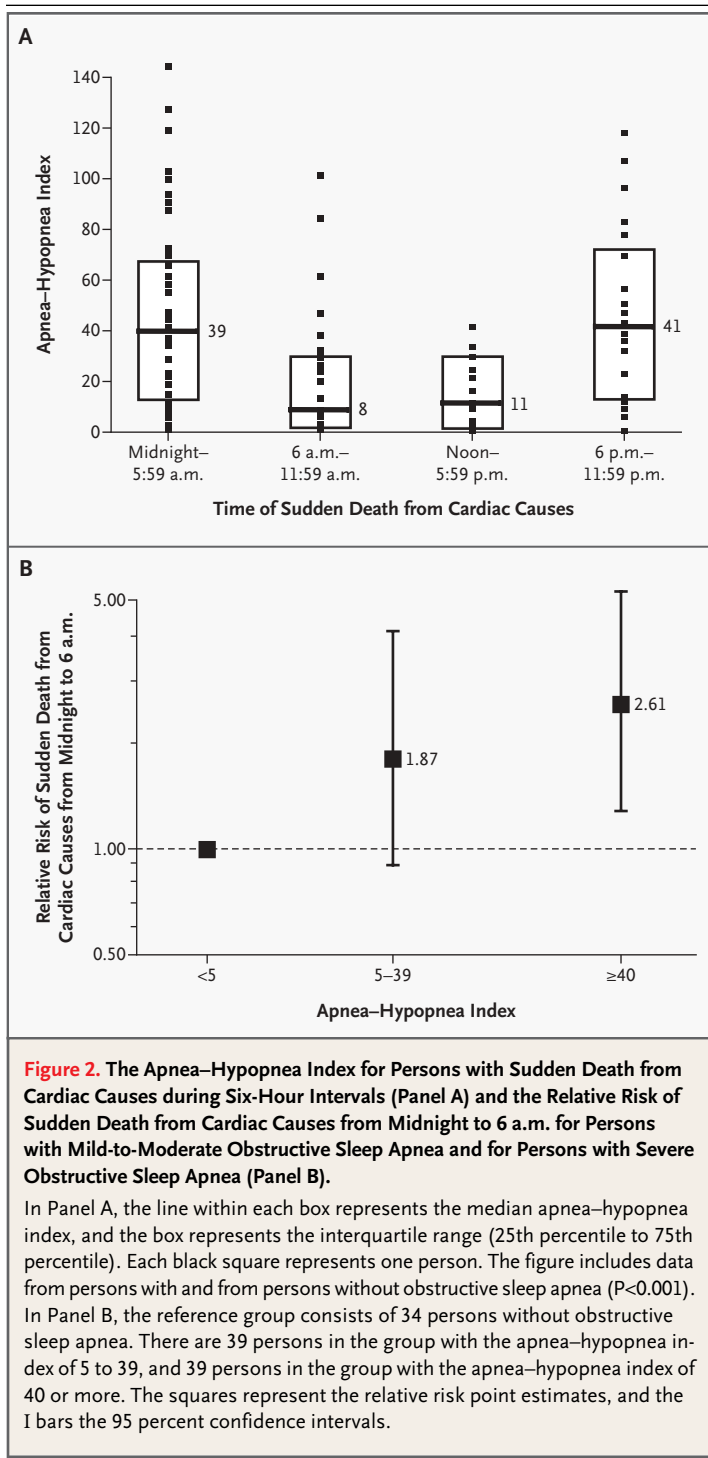 A
Apnea–Hypopnea Index
140
120
100
80
60
40
20
0
39
8
11
41
Midnight–
5:59 a.m.
6 a.m.–
11:59 a.m.
Noon–
5:59 p.m.
6 p.m.–
11:59 p.m.
Time of Sudden Death from Cardiac Causes
B
Relative Risk of Sudden Death from
Cardiac Causes from Midnight to 6 a.m.
5.00
1.00
0.50
1.87
2.61
<5
5–39
≥40
Apnea–Hypopnea Index
Figure 2. The Apnea–Hypopnea Index for Persons with Sudden Death from
Cardiac Causes during Six-Hour Intervals (Panel A) and the Relative Risk of
Sudden Death from Cardiac Causes from Midnight to 6 a.m. for Persons
with Mild-to-Moderate Obstructive Sleep Apnea and for Persons with Severe
Obstructive Sleep Apnea (Panel B).
In Panel A, the line within each box represents the median apnea–hypopnea
index, and the box represents the interquartile range (25th percentile to 75th
percentile). Each black square represents one person. The figure includes data
from persons with and from persons without obstructive sleep apnea (P<0.001).
In Panel B, the reference group consists of 34 persons without obstructive
sleep apnea. There are 39 persons in the group with the apnea–hypopnea in-
dex of 5 to 39, and 39 persons in the group with the apnea–hypopnea index of
40 or more. The squares represent the relative risk point estimates, and the
I bars the 95 percent confidence intervals.